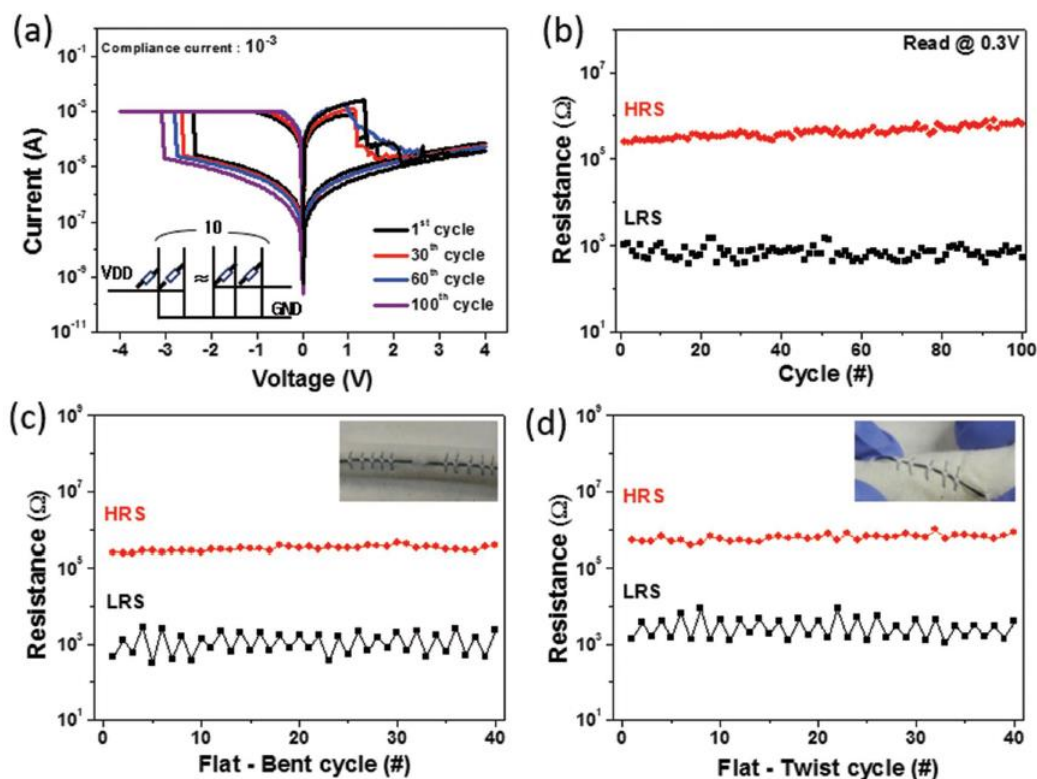 (a)
Compliance current : 10⁻³
10⁻¹
10⁻³
10⁻⁵
10⁻⁷
10⁻⁹
10⁻¹¹
Current (A)
10
VDD
≈
GND
1ˢᵗ cycle
30ᵗʰ cycle
60ᵗʰ cycle
100ᵗʰ cycle
-4 -3 -2 -1 0 1 2 3 4
Voltage (V)
(b)
Read @ 0.3V
10⁷
10⁵
10³
10¹
Resistance (Ω)
HRS
LRS
0 20 40 60 80 100
Cycle (#)
(c)
10⁹
10⁷
10⁵
10³
10¹
Resistance (Ω)
HRS
LRS
0 10 20 30 40
Flat - Bent cycle (#)
(d)
10⁹
10⁷
10⁵
10³
10¹
Resistance (Ω)
HRS
LRS
0 10 20 30 40
Flat - Twist cycle (#)